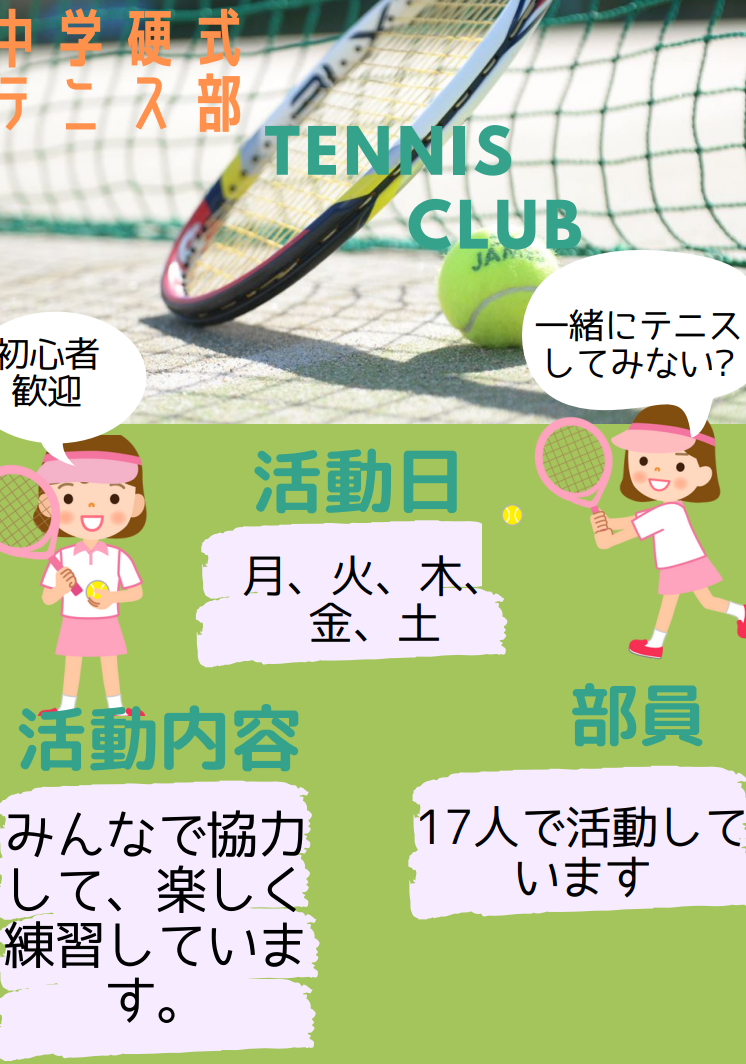 中学硬式
テニス部
TENNIS
CLUB
一緒にテニス
してみない?
初心者
歓迎
活動日
月、火、木、
金、土
活動内容
みんなで協力
して、楽しく
練習していま
す。
部員
17人で活動して
います